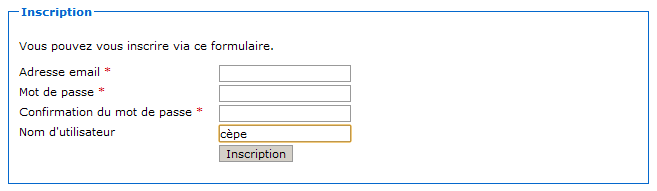 Inscription
Vous pouvez vous inscrire via ce formulaire.
Adresse email *
Mot de passe *
Confirmation du mot de passe *
Nom d'utilisateur cèpe
Inscription